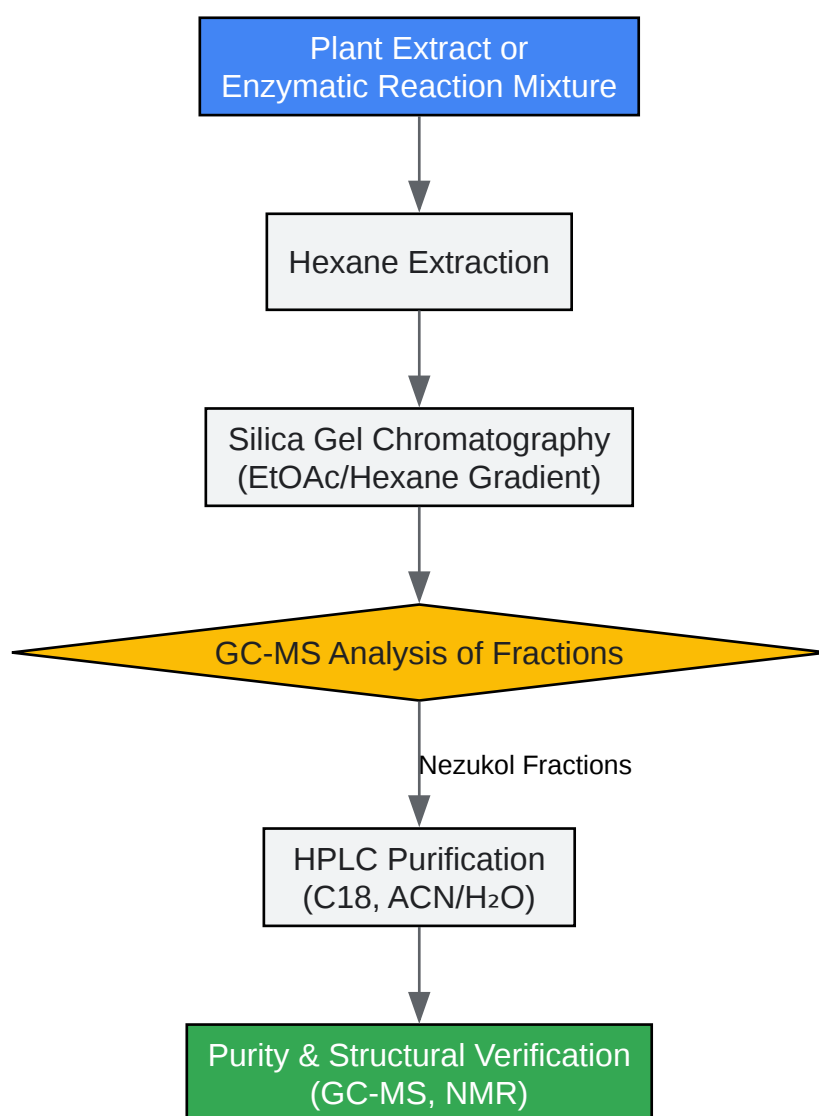 Plant Extract or
Enzymatic Reaction Mixture
Hexane Extraction
Silica Gel Chromatography
(EtOAc/Hexane Gradient)
GC-MS Analysis of Fractions
Nezukol Fractions
HPLC Purification
(C18, ACN/H₂O)
Purity & Structural Verification
(GC-MS, NMR)